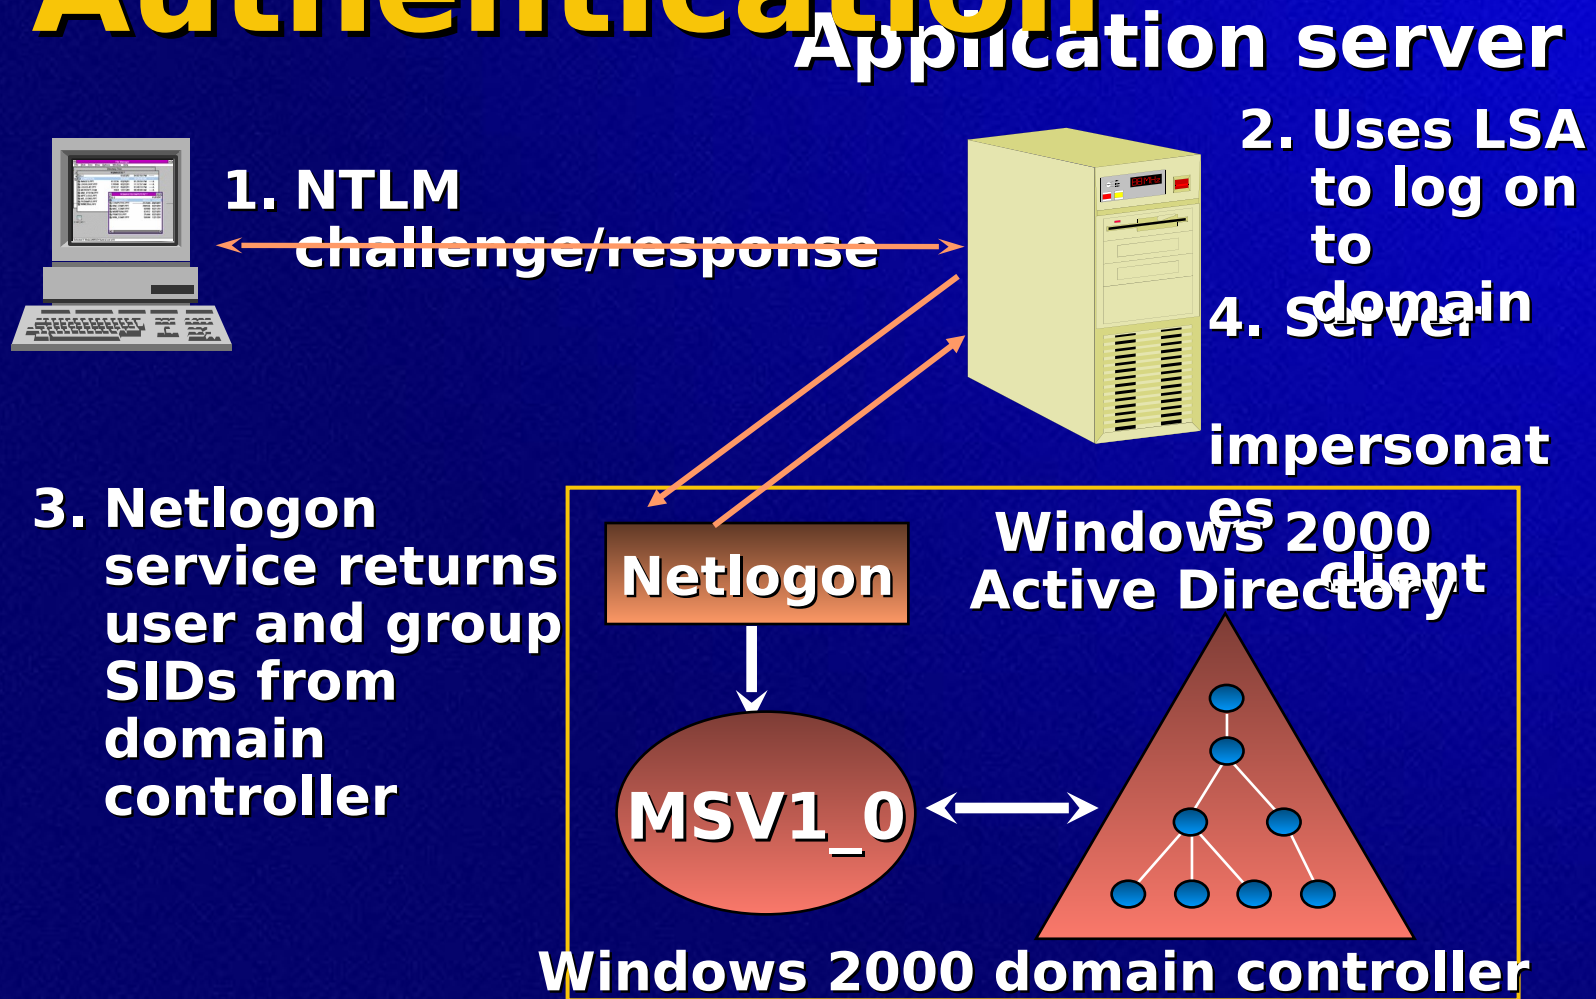 Authentication
Application server
1. NTLM
challenge/response
2. Uses LSA
to log on
to
domain
4. Server
impersonat
es
client
3. Netlogon
service returns
user and group
SIDs from
domain
controller
Netlogon
Windows 2000
Active Directory
MSV1_0
Windows 2000 domain controller